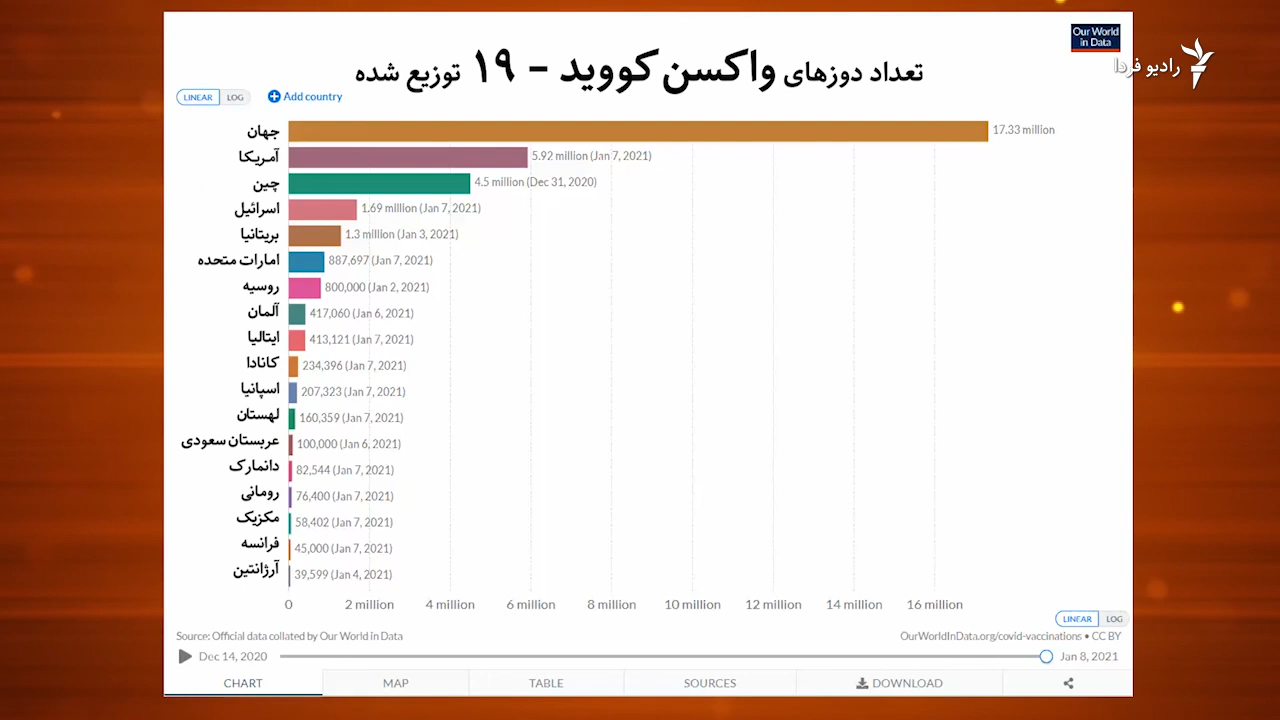 Our World
in Data
رادیو فردا
تعداد دوزهای واکسن کووید - ۱۹ توزیع شده
LINEAR LOG Add country
جهان 17.33 million
آمریکا 5.92 million (Jan 7, 2021)
چین 4.5 million (Dec 31, 2020)
اسرائیل 1.69 million (Jan 7, 2021)
بریتانیا 1.3 million (Jan 3, 2021)
امارات متحده 887,697 (Jan 7, 2021)
روسیه 800,000 (Jan 2, 2021)
آلمان 417,060 (Jan 6, 2021)
ایتالیا 413,121 (Jan 7, 2021)
کانادا 234,396 (Jan 7, 2021)
اسپانیا 207,323 (Jan 7, 2021)
لهستان 160,359 (Jan 7, 2021)
عربستان سعودی 100,000 (Jan 6, 2021)
دانمارک 82,544 (Jan 7, 2021)
رومانی 76,400 (Jan 7, 2021)
مکزیک 58,402 (Jan 7, 2021)
فرانسه 45,000 (Jan 7, 2021)
آرژانتین 39,599 (Jan 4, 2021)
0 2 million 4 million 6 million 8 million 10 million 12 million 14 million 16 million
LINEAR LOG
Source: Official data collated by Our World in Data OurWorldInData.org/covid-vaccinations • CC BY
Dec 14, 2020 Jan 8, 2021
CHART MAP TABLE SOURCES DOWNLOAD